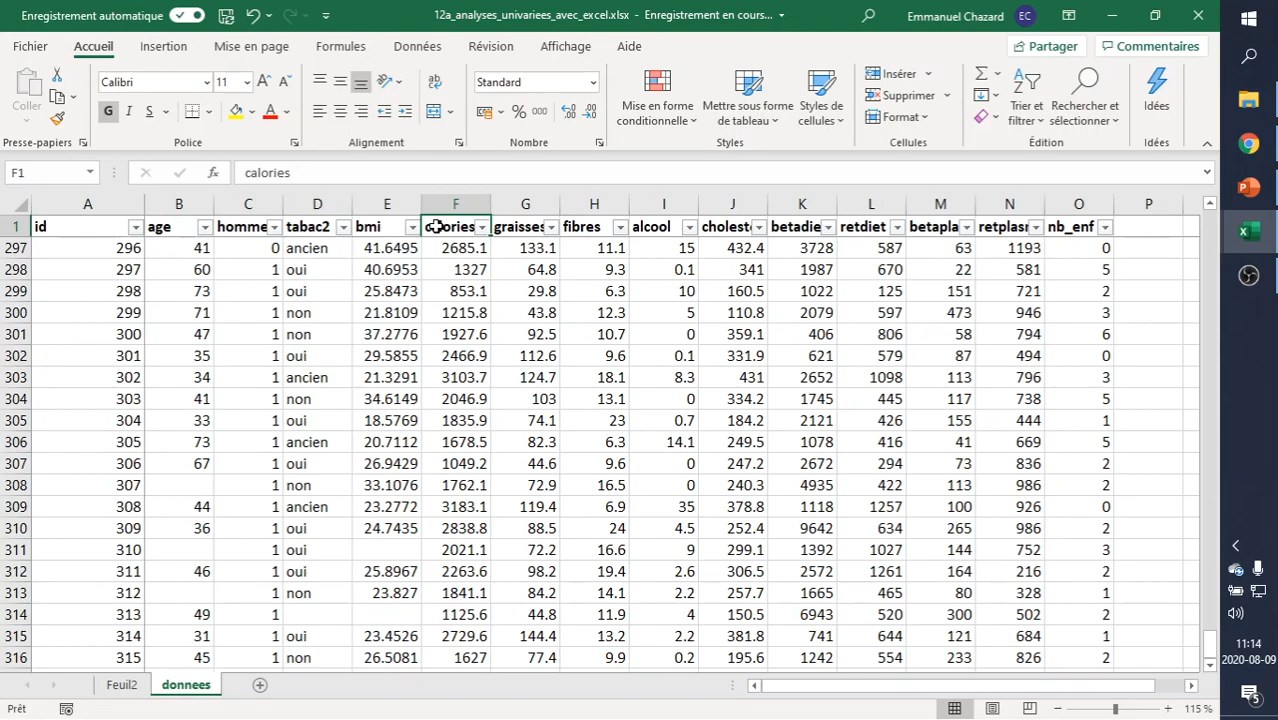 Enregistrement automatique
12a_analyses_univariees_avec_excel.xlsx - Enregistrement en cours...
Emmanuel Chazard EC
Fichier Accueil Insertion Mise en page Formules Données Révision Affichage Aide Partager Commentaires
Calibri 11 Standard Insérer
Coller Mise en forme conditionnelle Mettre sous forme de tableau Styles de cellules Supprimer Trier et filtrer Rechercher et sélectionner Idées
G I S % 000 Format
Presse-papiers Police Alignement Nombre Styles Cellules Édition Idées
F1 fx calories
A B C D E F G H I J K L M N O P
1 id age homme tabac2 bmi graisses fibres alcool retdiet nb_enf
297 296 41 0 ancien 41.6495 2685.1 133.1 11.1 15 432.4 3728 587 63 1193 0
298 297 60 1 oui 40.6953 1327 64.8 9.3 0.1 341 1987 670 22 581 5
299 298 73 1 oui 25.8473 853.1 29.8 6.3 10 160.5 1022 125 151 721 2
300 299 71 1 non 21.8109 1215.8 43.8 12.3 5 110.8 2079 597 473 946 3
301 300 47 1 non 37.2776 1927.6 92.5 10.7 0 359.1 406 806 58 794 6
302 301 35 1 oui 29.5855 2466.9 112.6 9.6 0.1 331.9 621 579 87 494 0
303 302 34 1 ancien 21.3291 3103.7 124.7 18.1 8.3 431 2652 1098 113 796 3
304 303 41 1 non 34.6149 2046.9 103 13.1 0 334.2 1745 445 117 738 5
305 304 33 1 oui 18.5769 1835.9 74.1 23 0.7 184.2 2121 426 155 444 1
306 305 73 1 ancien 20.7112 1678.5 82.3 6.3 14.1 249.5 1078 416 41 669 5
307 306 67 1 oui 26.9429 1049.2 44.6 9.6 0 247.2 2672 294 73 836 2
308 307 1 non 33.1076 1762.1 72.9 16.5 0 380.2 4935 422 113 986 2
309 308 44 1 ancien 23.2772 3183.1 119.4 6.9 35 378.8 1118 1257 100 926 0
310 309 36 1 oui 24.7435 2838.8 88.5 24 4.5 252.4 9642 634 265 986 2
311 310 1 oui 2021.1 72.2 16.6 9 299.1 1392 1027 144 752 3
312 311 46 1 oui 25.8967 2263.6 98.2 19.4 2.6 306.5 2572 1261 164 216 2
313 312 1 non 23.827 1841.1 84.2 14.1 2.2 257.7 1665 465 80 328 1
314 313 49 1 1125.6 44.8 11.9 4 150.5 6943 520 300 502 2
315 314 31 1 oui 23.4526 2729.6 144.4 13.2 2.2 381.8 741 644 121 684 1
316 315 45 1 non 26.5081 1627 77.4 9.9 0.2 195.6 1242 554 233 826 2
Feuil2 donnees
Prêt 115 %
11:14
2020-08-09
5